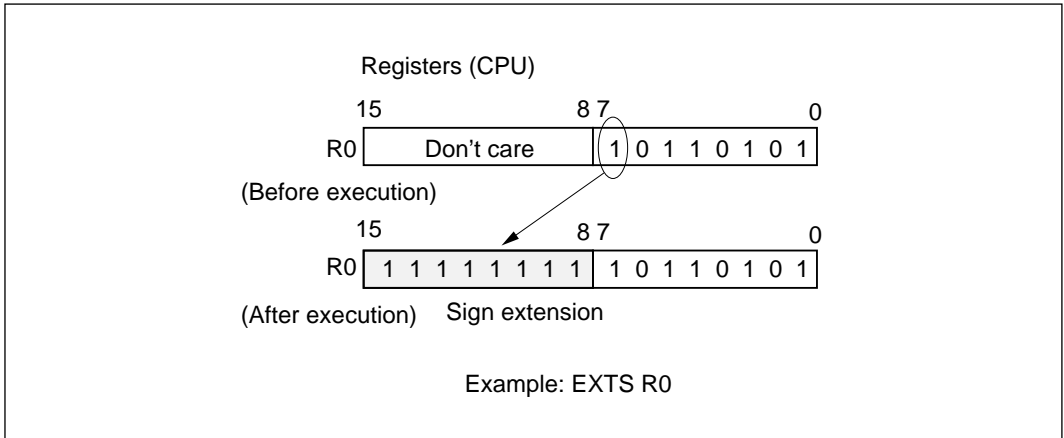 Registers (CPU)
15 8 7 0
R0 Don't care 1 0 1 1 0 1 0 1
(Before execution)
15 8 7 0
R0 1 1 1 1 1 1 1 1 1 0 1 1 0 1 0 1
(After execution) Sign extension
Example: EXTS R0